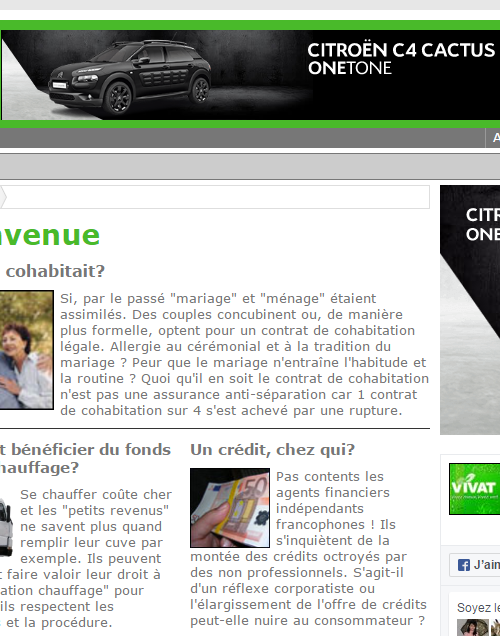 CITROËN C4 CACTUS
ONETONE
A
nvenue
cohabitait?
Si, par le passé "mariage" et "ménage" étaient
assimilés. Des couples concubinent ou, de manière
plus formelle, optent pour un contrat de cohabitation
légale. Allergie au cérémonial et à la tradition du
mariage ? Peur que le mariage n'entraîne l'habitude et
la routine ? Quoi qu'il en soit le contrat de cohabitation
n'est pas une assurance anti-séparation car 1 contrat
de cohabitation sur 4 s'est achevé par une rupture.
t bénéficier du fonds
hauffage?
Se chauffer coûte cher
et les "petits revenus"
ne savent plus quand
remplir leur cuve par
exemple. Ils peuvent
t faire valoir leur droit à
ation chauffage" pour
ils respectent les
s et la procédure.
Un crédit, chez qui?
Pas contents les
agents financiers
indépendants
francophones ! Ils
s'inquiètent de la
montée des crédits octroyés par
des non professionnels. S'agit-il
d'un réflexe corporatiste ou
l'élargissement de l'offre de crédits
peut-elle nuire au consommateur ?
CITR
ONE
VIVAT
J'aim
Soyez le